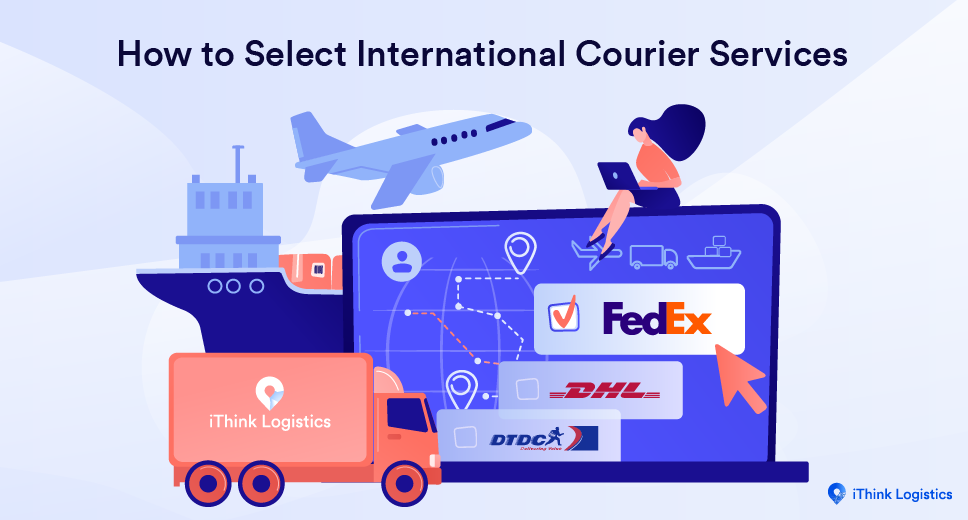 How to Select International Courier Services
FedEx
DHL
DTDC
Delivering Value
iThink Logistics
iThink Logistics